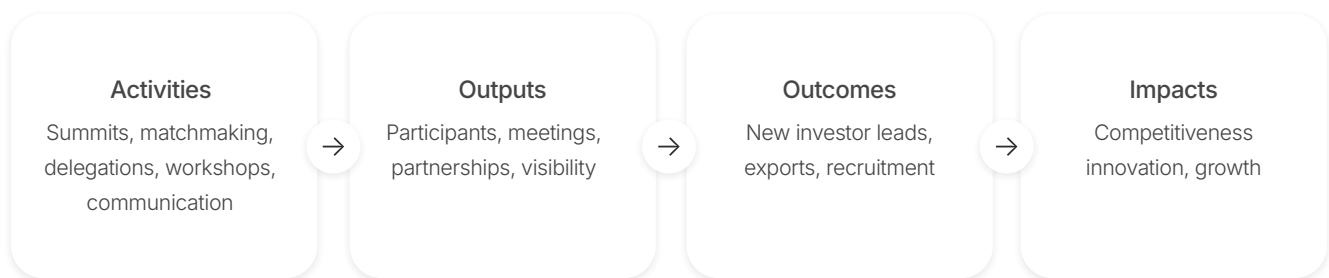 Activities
Summits, matchmaking,
delegations, workshops,
communication
Outputs
Participants, meetings,
partnerships, visibility
Outcomes
New investor leads,
exports, recruitment
Impacts
Competitiveness
innovation, growth